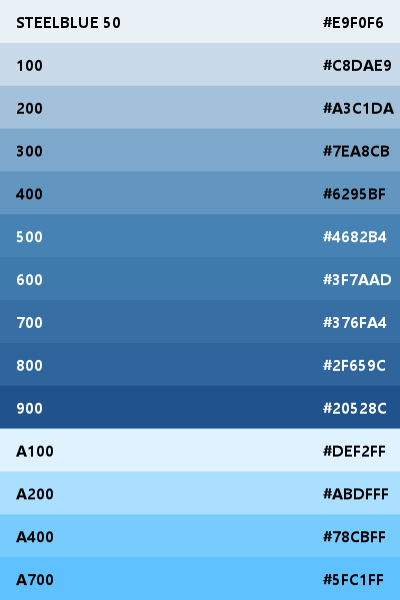 STEELBLUE 50 #E9F0F6
100 #C8DAE9
200 #A3C1DA
300 #7EA8CB
400 #6295BF
500 #4682B4
600 #3F7AAD
700 #376FA4
800 #2F659C
900 #20528C
A100 #DEF2FF
A200 #ABDFFF
A400 #78CBFF
A700 #5FC1FF